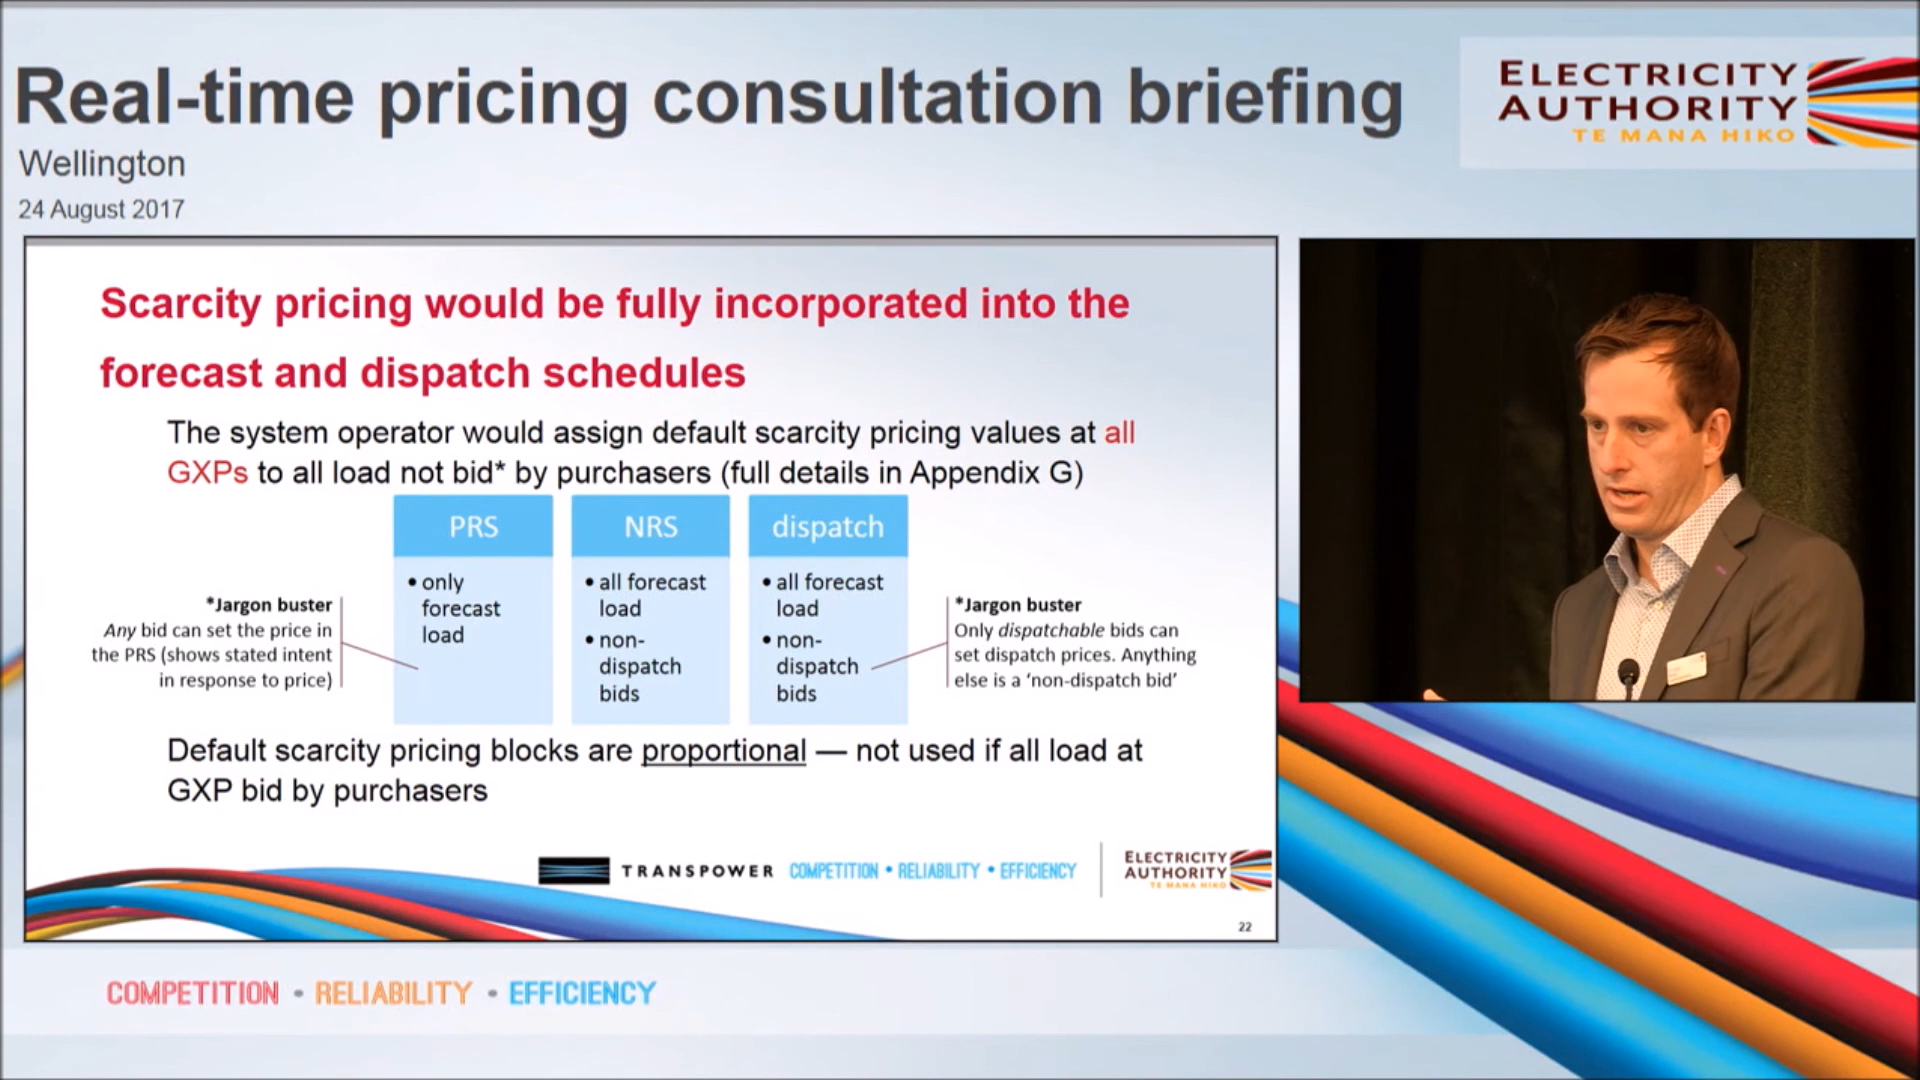 Real-time pricing consultation briefing
Wellington
24 August 2017
ELECTRICITY
AUTHORITY
TE MANA HIKO
Scarcity pricing would be fully incorporated into the
forecast and dispatch schedules
The system operator would assign default scarcity pricing values at all
GXPs to all load not bid* by purchasers (full details in Appendix G)
*Jargon buster
Any bid can set the price in
the PRS (shows stated intent
in response to price)
PRS
• only
forecast
load
NRS
• all forecast
load
• non-
dispatch
bids
dispatch
• all forecast
load
• non-
dispatch
bids
*Jargon buster
Only dispatchable bids can
set dispatch prices. Anything
else is a ‘non-dispatch bid’
Default scarcity pricing blocks are proportional — not used if all load at
GXP bid by purchasers
TRANSPOWER
COMPETITION • RELIABILITY • EFFICIENCY
ELECTRICITY
AUTHORITY
TE MANA HIKO
22
COMPETITION • RELIABILITY • EFFICIENCY